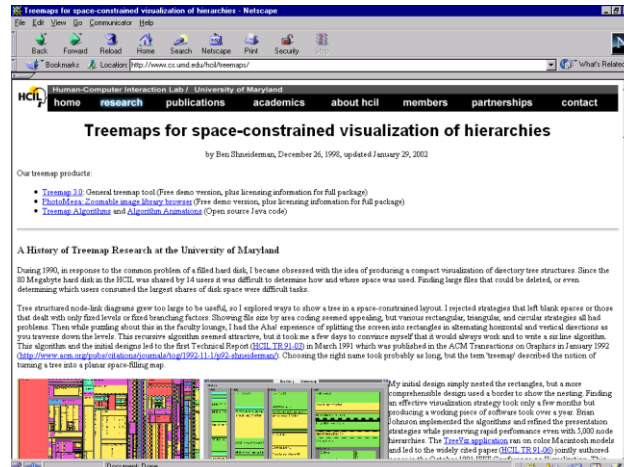 Treemaps for space-constrained visualization of hierarchies - Netscape
File Edit View Go Communicator Help
Back Forward Reload Home Search Netscape Print Security Stop
Bookmarks Location: http://www.cs.umd.edu/hcil/treemaps/ What's Related
HCIL Human-Computer Interaction Lab / University of Maryland
home research publications academics about hcil members partnerships contact
Treemaps for space-constrained visualization of hierarchies
by Ben Shneiderman, December 26, 1998, updated January 29, 2002
Our treemap products:
Treemap 3.0: General treemap tool (Free demo version, plus licensing information for full package)
PhotoMesa: Zoomable image library browser (Free demo version, plus licensing information for full package)
Treemap Algorithms and Algorithm Animations (Open source Java code)
A History of Treemap Research at the University of Maryland
During 1990, in response to the common problem of a filled hard disk, I became obsessed with the idea of producing a compact visualization of directory tree structures. Since the
80 Megabyte hard disk in the HCIL was shared by 14 users it was difficult to determine how and where space was used. Finding large files that could be deleted, or even
determining which users consumed the largest shares of disk space were difficult tasks.
Tree structured node-link diagrams grew too large to be useful, so I explored ways to show a tree in a space-constrained layout. I rejected strategies that left blank spaces or those
that dealt with only fixed levels or fixed branching factors. Showing file size by area coding seemed appealing, but various rectangular, triangular, and circular strategies all had
problems. Then while puzzling about this in the faculty lounge, I had the Aha! experience of splitting the screen into rectangles in alternating horizontal and vertical directions as
you traverse down the levels. This recursive algorithm seemed attractive, but it took me a few days to convince myself that it would always work and to write a six line algorithm.
This algorithm and the initial designs led to the first Technical Report (HCIL TR 91-03) in March 1991 which was published in the ACM Transactions on Graphics in January 1992
(http://www.acm.org/pubs/citations/journals/tog/1992-11-1/p92-shneiderman/). Choosing the right name took probably as long, but the term 'treemap' described the notion of
turning a tree into a planar space-filling map.
My initial design simply nested the rectangles, but a more
comprehensible design used a border to show the nesting. Finding
an effective visualization strategy took only a few months but
producing a working piece of software took over a year. Brian
Johnson implemented the algorithms and refined the presentation
strategies while preserving rapid performance even with 5,000 node
hierarchies. The TreeViz application ran on color Macintosh models
and led to the widely cited paper (HCIL TR 91-06) jointly authored
Document: Done